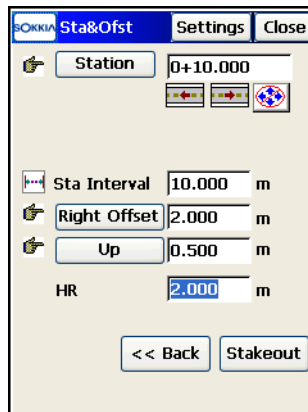 SOKKIA Sta&Ofst Settings Close
Station 0+10.000
Sta Interval 10.000 m
Right Offset 2.000 m
Up 0.500 m
HR 2.000 m
<< Back Stakeout